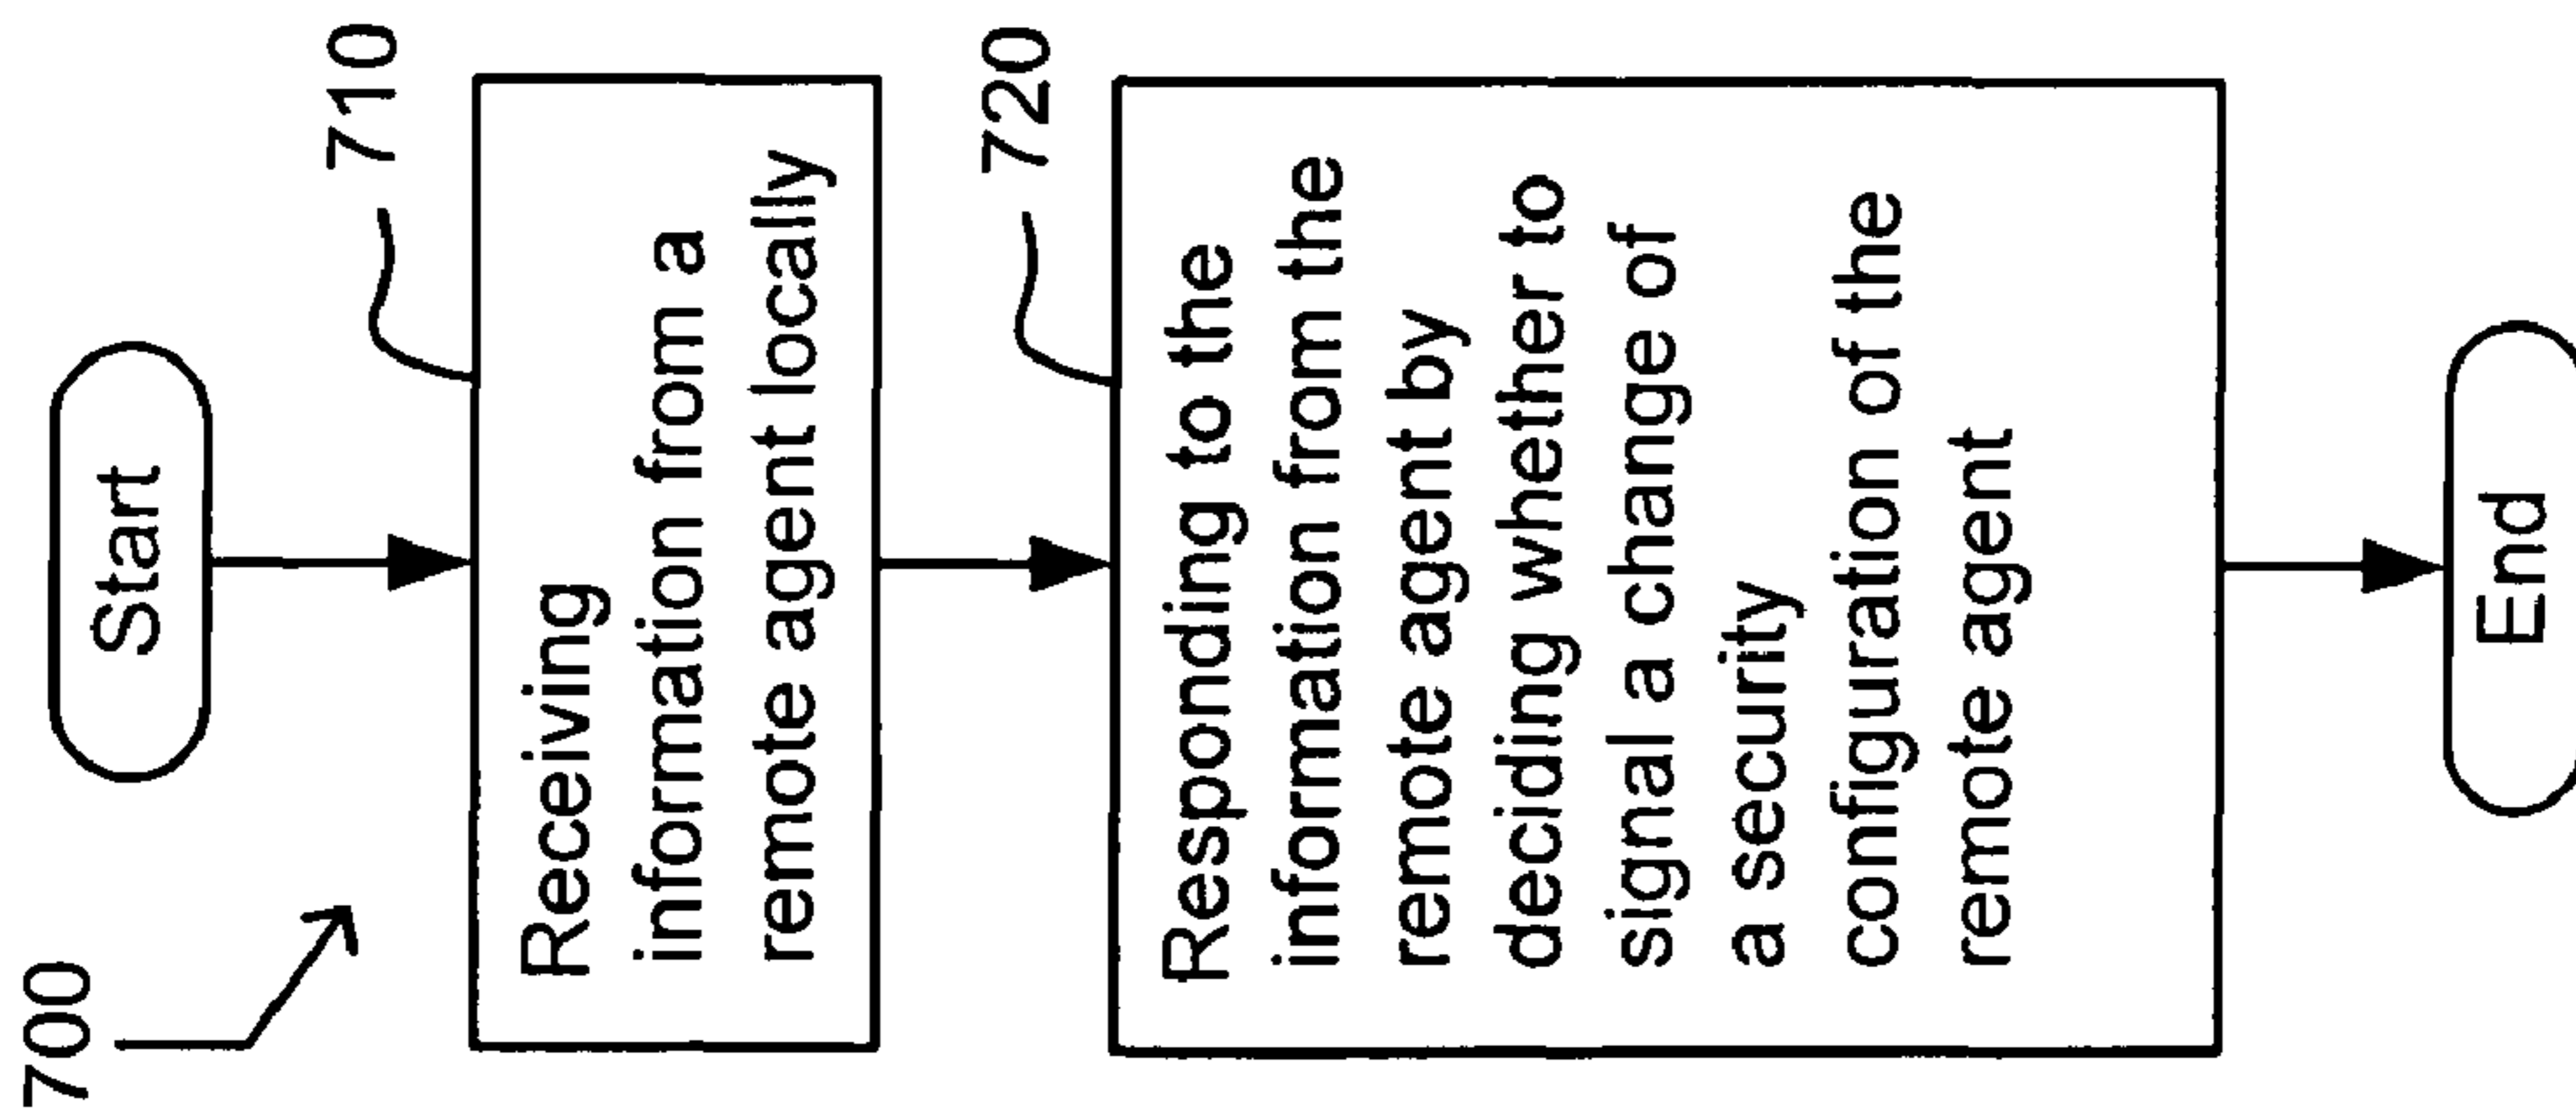 700
Start
710
Receiving
information from a
remote agent locally
720
Responding to the
information from the
remote agent by
deciding whether to
signal a change of
a security
configuration of the
remote agent
End